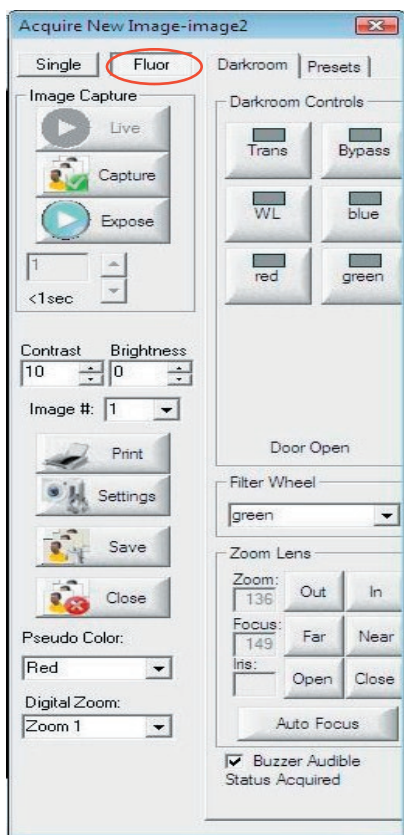 Acquire New Image-image2
Single
Fluor
Image Capture
Live
Capture
Expose
1
<1sec
Contrast Brightness
10 0
Image #: 1
Print
Settings
Save
Close
Pseudo Color:
Red
Digital Zoom:
Zoom 1
Darkroom Presets
Darkroom Controls
Trans Bypass
WL blue
red green
Door Open
Filter Wheel
green
Zoom Lens
Zoom:
136 Out In
Focus:
149 Far Near
Iris:
Open Close
Auto Focus
Buzzer Audible
Status Acquired